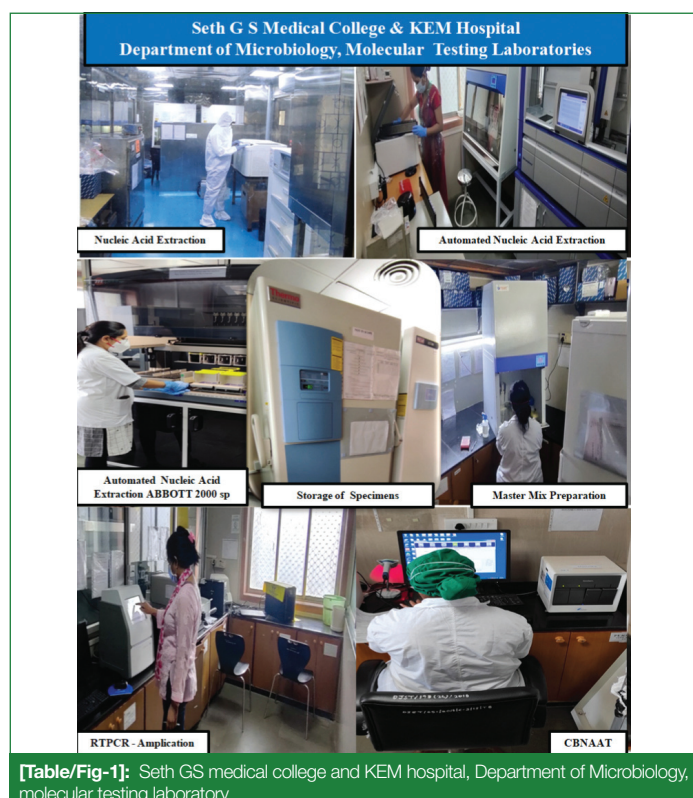 Seth G S Medical College & KEM Hospital
Department of Microbiology, Molecular Testing Laboratories
Nucleic Acid Extraction
Automated Nucleic Acid Extraction
Thermo
Automated Nucleic Acid
Extraction ABBOTT 2000 sp
Storage of Specimens
Master Mix Preparation
RTPCR - Amplication
CBNAAT
[Table/Fig-1]: Seth GS medical college and KEM hospital, Department of Microbiology,
molecular testing laboratory